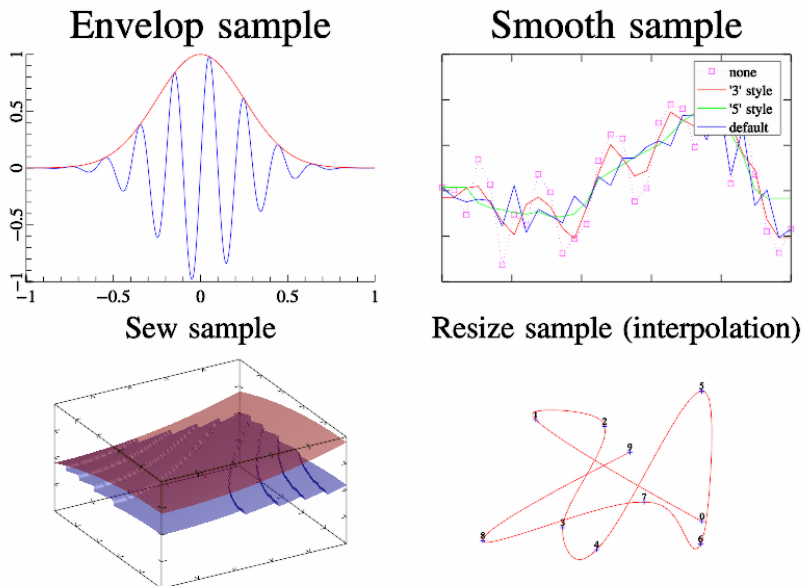 Envelop sample
1
0.5
0
−0.5
−1
−1
−0.5
0
0.5
1
Smooth sample
none
'3' style
'5' style
default
Sew sample
Resize sample (interpolation)
5
1
2
9
7
0
3
8
4
6